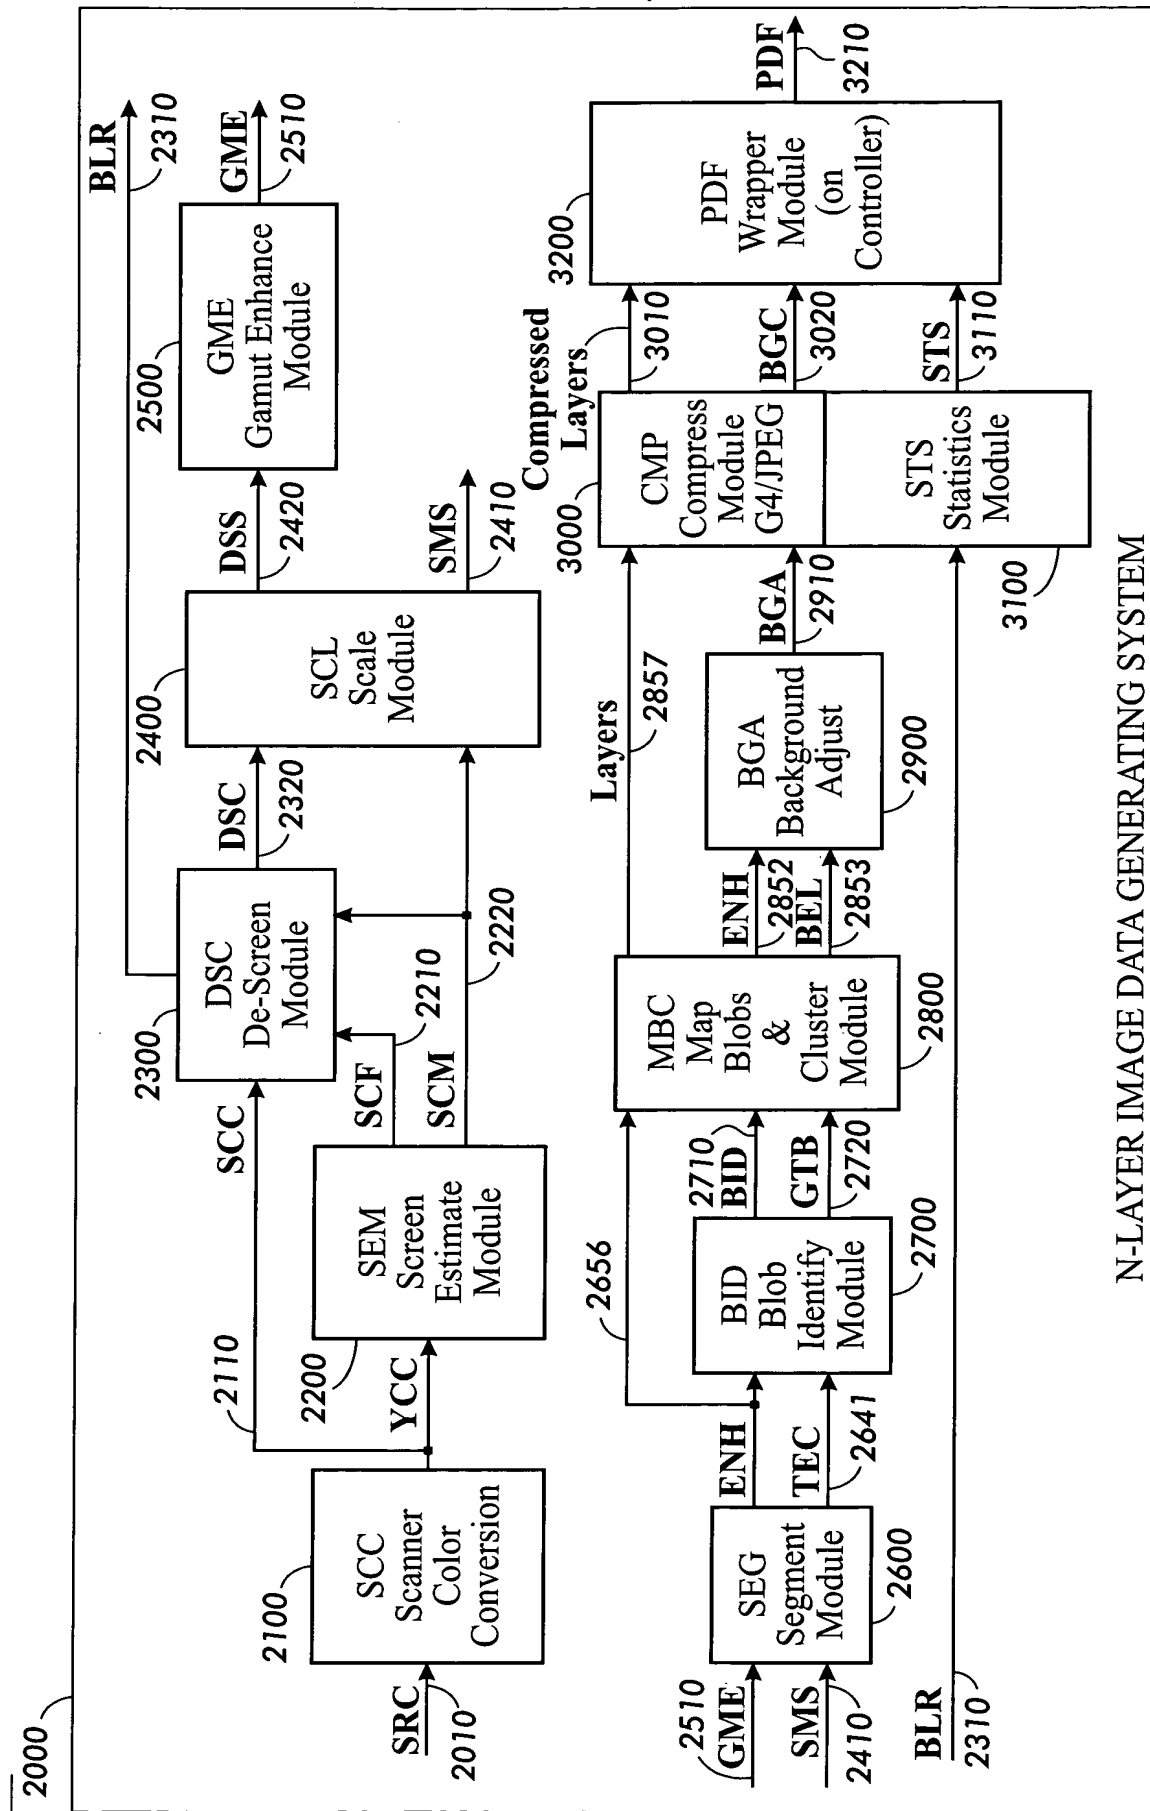 2000
SRC
2010
2100
SCC
Scanner
Color
Conversion
2110
YCC
2200
SEM
Screen
Estimate
Module
SCC
SCF
2210
SCM
2220
2300
DSC
De-Screen
Module
BLR
2310
DSC
2320
2400
SCL
Scale
Module
DSS
2420
SMS
2410
2500
GME
Gamut Enhance
Module
GME
2510
2510
GME
SMS
2410
BLR
2310
SEG
Segment
Module
2600
ENH
TEC
2641
2656
BID
Blob
Identify
Module
2700
2710
BID
GTB
2720
MBC
Map
Blobs
&
Cluster
Module
2800
Layers
2857
ENH
2852
BEL
2853
BGA
Background
Adjust
2900
BGA
2910
3000
CMP
Compress
Module
G4/JPEG
STS
Statistics
Module
3100
Compressed
Layers
3010
BGC
3020
STS
3110
3200
PDF
Wrapper
Module
(on
Controller)
PDF
3210
N-LAYER IMAGE DATA GENERATING SYSTEM